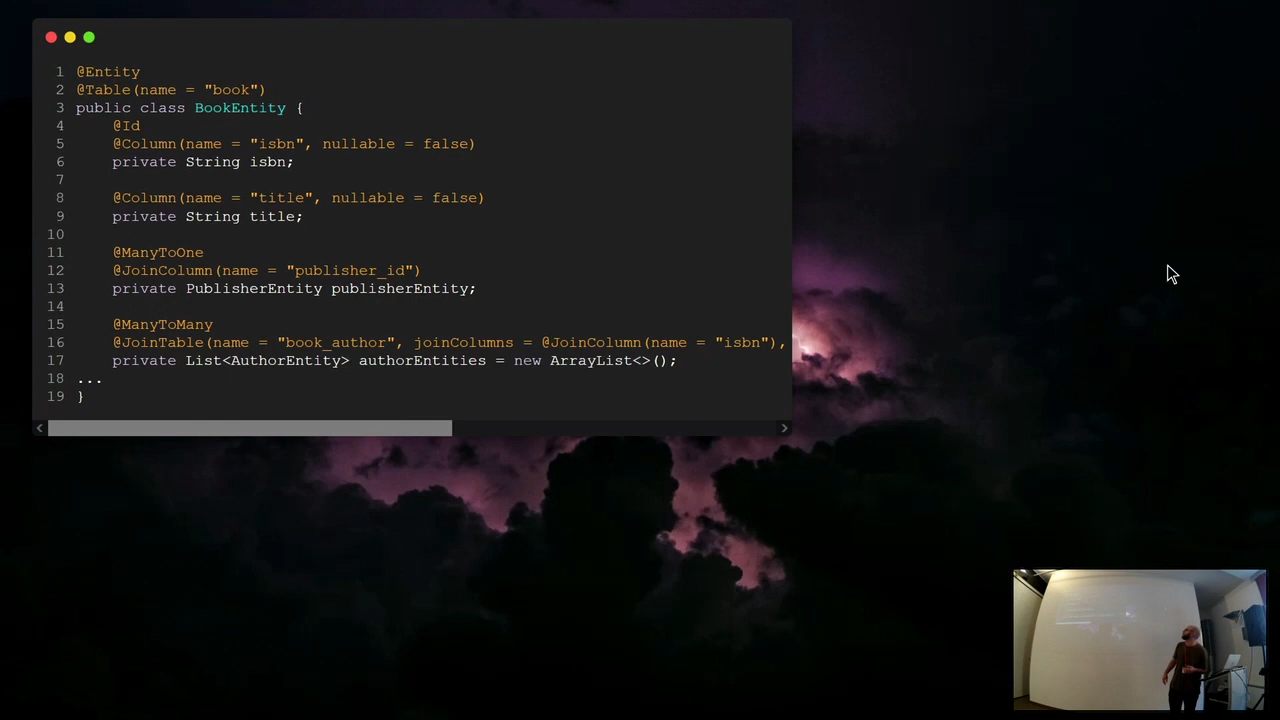 1 @Entity
2 @Table(name = "book")
3 public class BookEntity {
4 @Id
5 @Column(name = "isbn", nullable = false)
6 private String isbn;
7
8 @Column(name = "title", nullable = false)
9 private String title;
10
11 @ManyToOne
12 @JoinColumn(name = "publisher_id")
13 private PublisherEntity publisherEntity;
14
15 @ManyToMany
16 @JoinTable(name = "book_author", joinColumns = @JoinColumn(name = "isbn"),
17 private List<AuthorEntity> authorEntities = new ArrayList<>();
18 ...
19 }